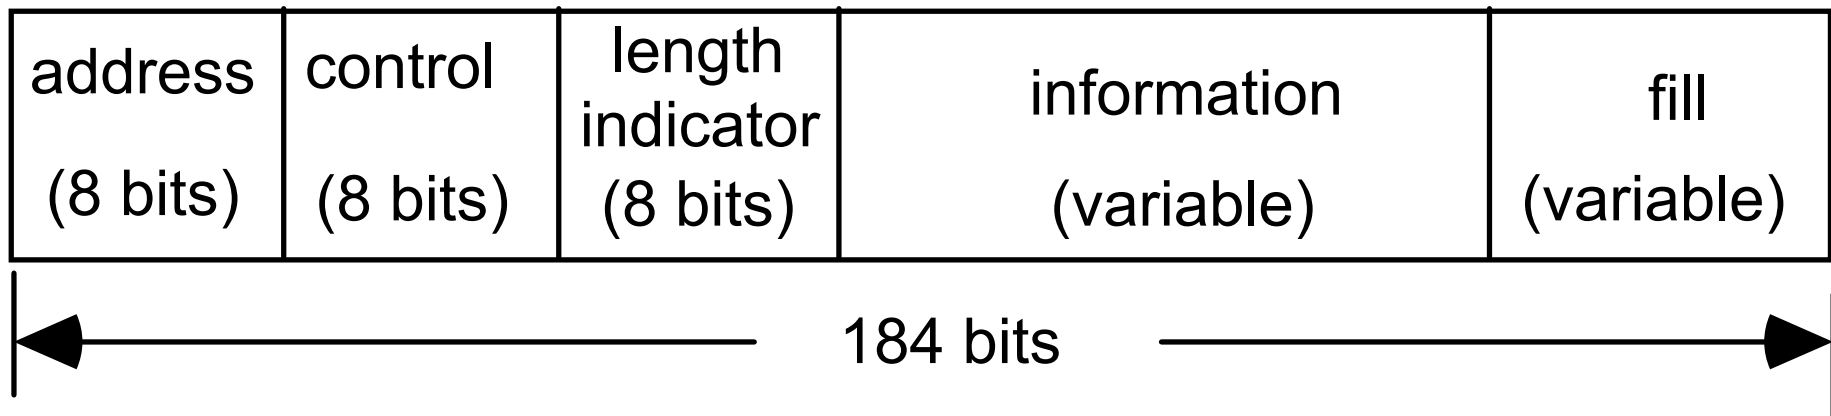 address
(8 bits)
control
(8 bits)
length
indicator
(8 bits)
information
(variable)
fill
(variable)
184 bits